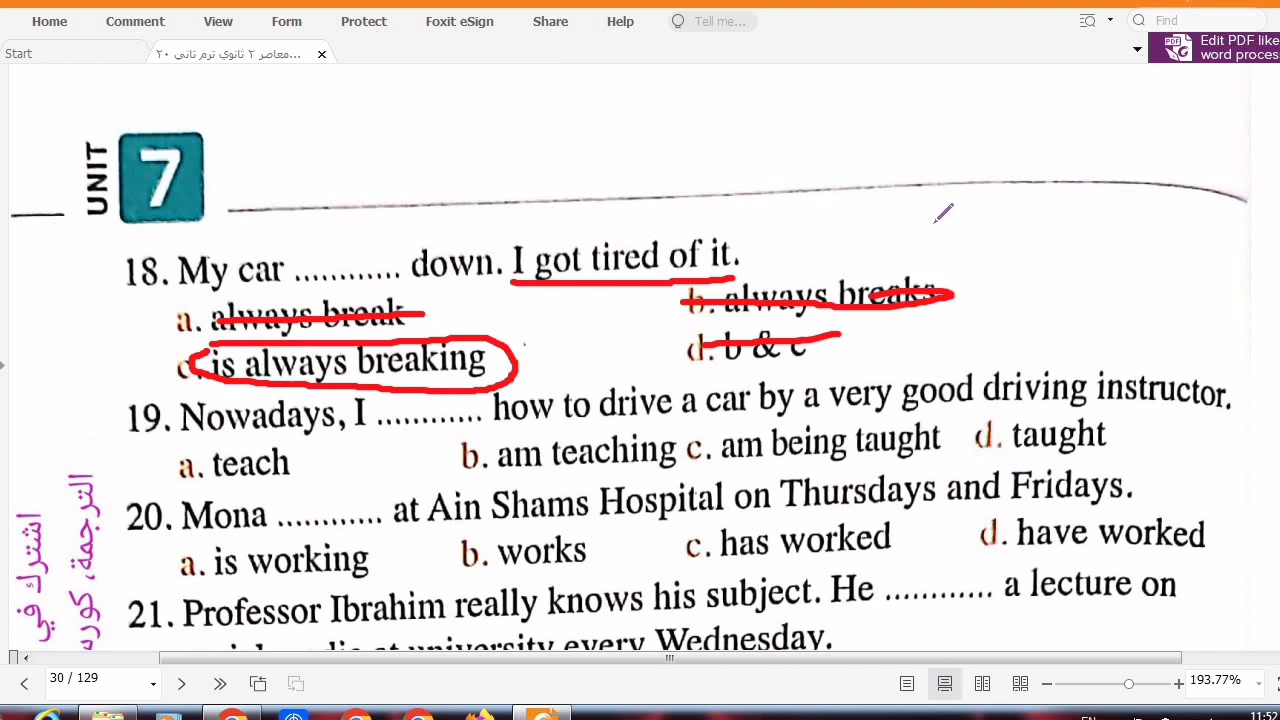 Home Comment View Form Protect Foxit eSign Share Help Tell me... Find
Start
معاصر ٢ ثانوي ترم تاني ٢٠...
Edit PDF like
word proces
UNIT 7
18. My car ............ down. I got tired of it.
a. always break b. always breaks
c. is always breaking d. b & c
19. Nowadays, I ............ how to drive a car by a very good driving instructor.
a. teach b. am teaching c. am being taught d. taught
20. Mona ............ at Ain Shams Hospital on Thursdays and Fridays.
a. is working b. works c. has worked d. have worked
21. Professor Ibrahim really knows his subject. He ............ a lecture on
at university every Wednesday.
اشترك في
الترجمة، كورس
30 / 129
193.77%
EN
11:52